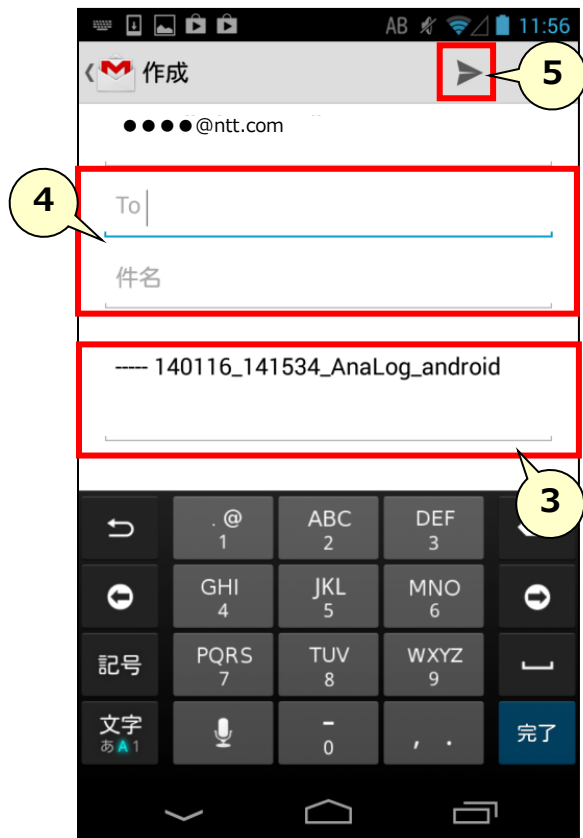 AB 11:56
作成
5
●●●●@ntt.com
4
To
件名
----- 140116_141534_AnaLog_android
3
. @
1
ABC
2
DEF
3
GHI
4
JKL
5
MNO
6
記号
PQRS
7
TUV
8
WXYZ
9
文字
あA1
-
0
, .
完了